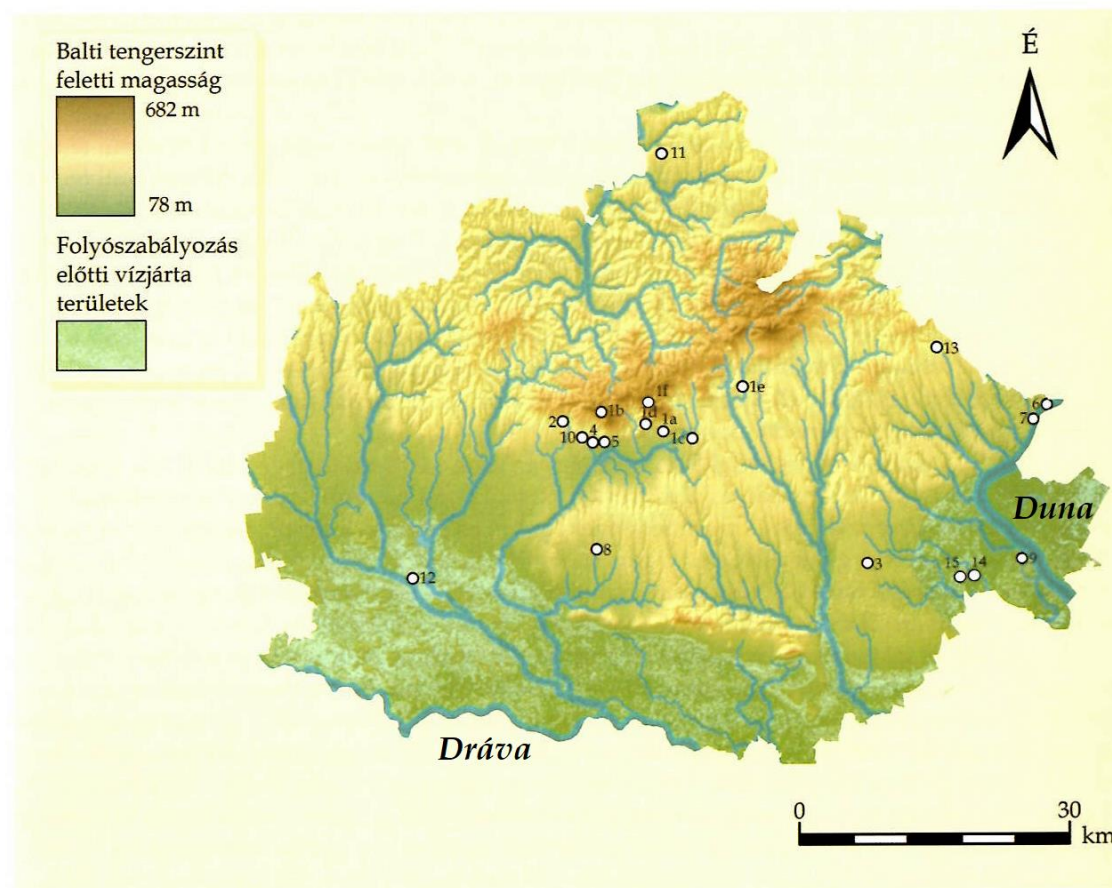 Balti tengerszint
feletti magasság
682 m
78 m
Folyószabályozás
előtti vízjárta
területek
É
11
13
1e
1f
6
1b
7
2
1d
1a
4
10
5
1c
Duna
8
9
3
15
14
12
Dráva
0
30
km